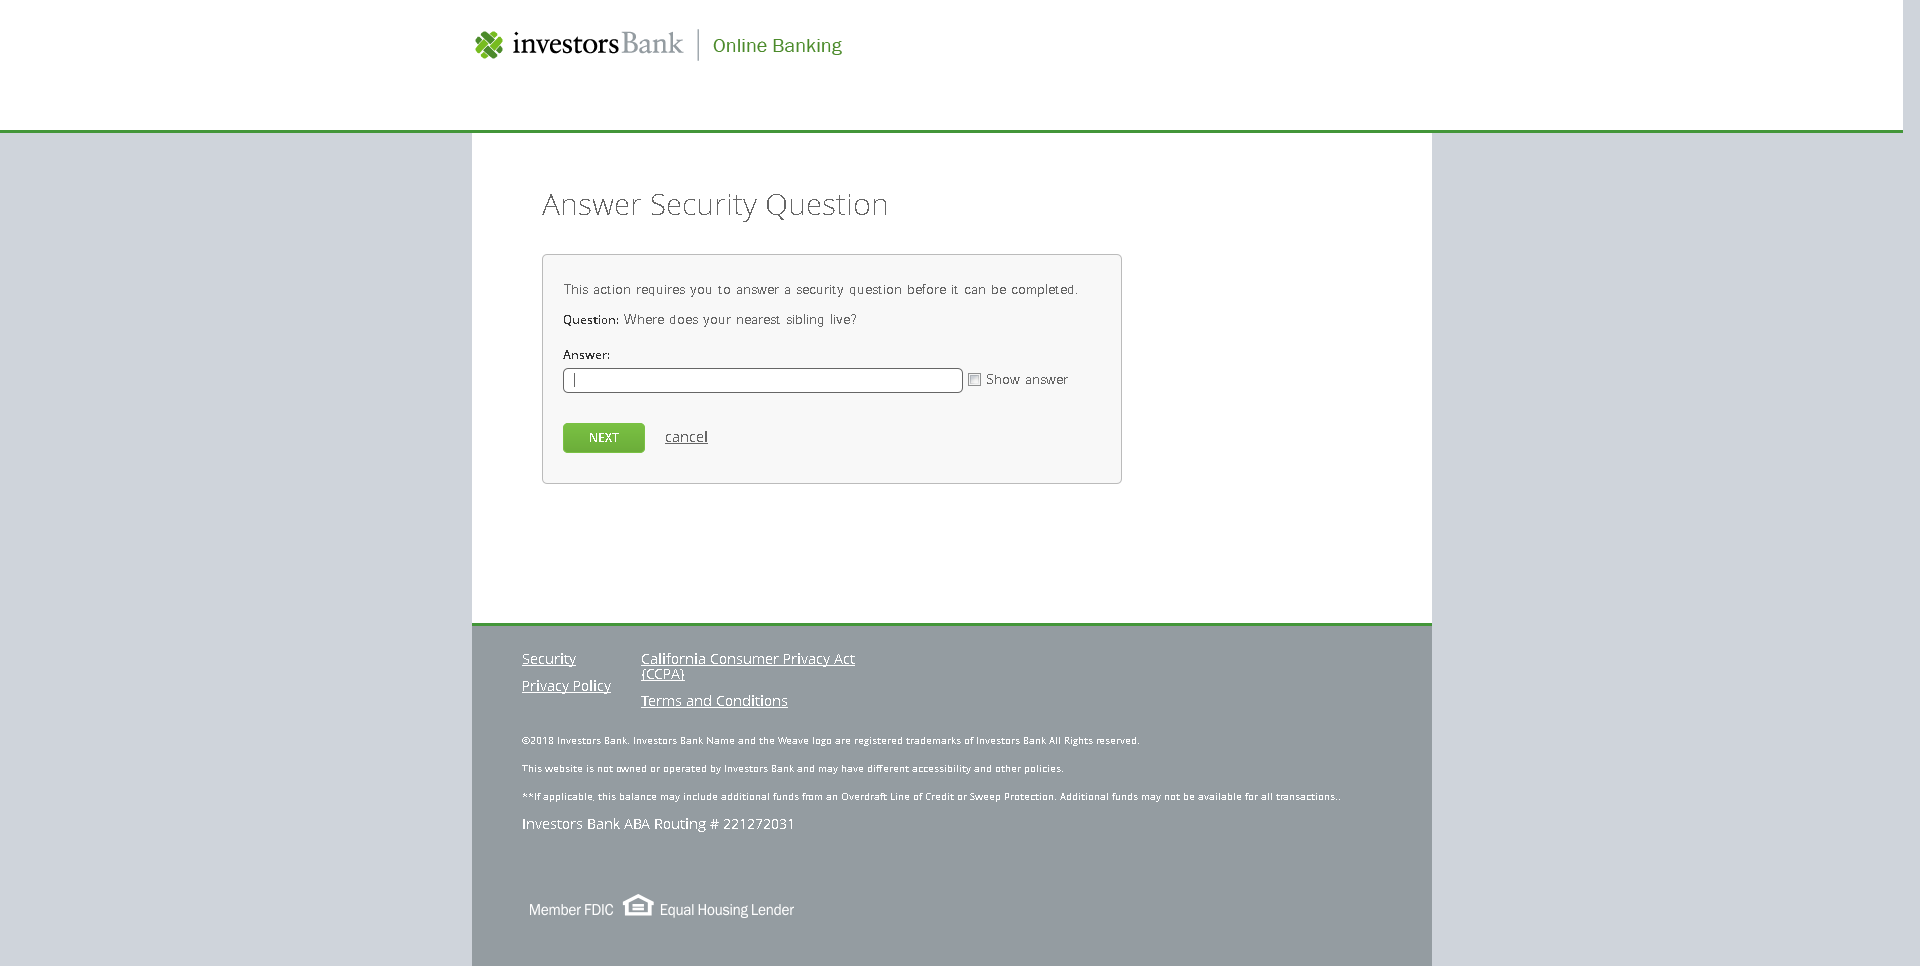 investorsBank | Online Banking
Answer Security Question
This action requires you to answer a security question before it can be completed.
Question: Where does your nearest sibling live?
Answer:
Show answer
NEXT cancel
Security
Privacy Policy
California Consumer Privacy Act
{CCPA}
Terms and Conditions
©2018 Investors Bank. Investors Bank Name and the Weave logo are registered trademarks of Investors Bank All Rights reserved.
This website is not owned or operated by Investors Bank and may have different accessibility and other policies.
**If applicable, this balance may include additional funds from an Overdraft Line of Credit or Sweep Protection. Additional funds may not be available for all transactions..
Investors Bank ABA Routing # 221272031
Member FDIC Equal Housing Lender